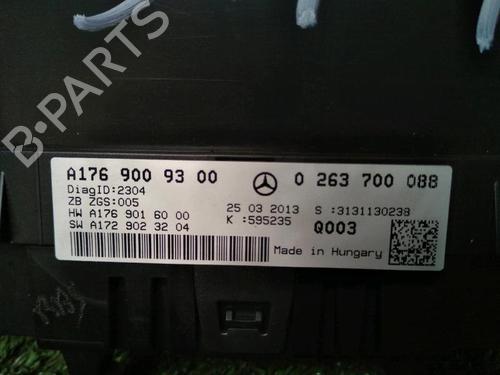 B-PARTS
A176 900 93 00
0 263 700 088
DiagID:2304
ZB ZGS:005
25 03 2013
S :3131130238
HW A176 901 60 00
K :595235
Q003
SW A172 902 32 04
Made in Hungary